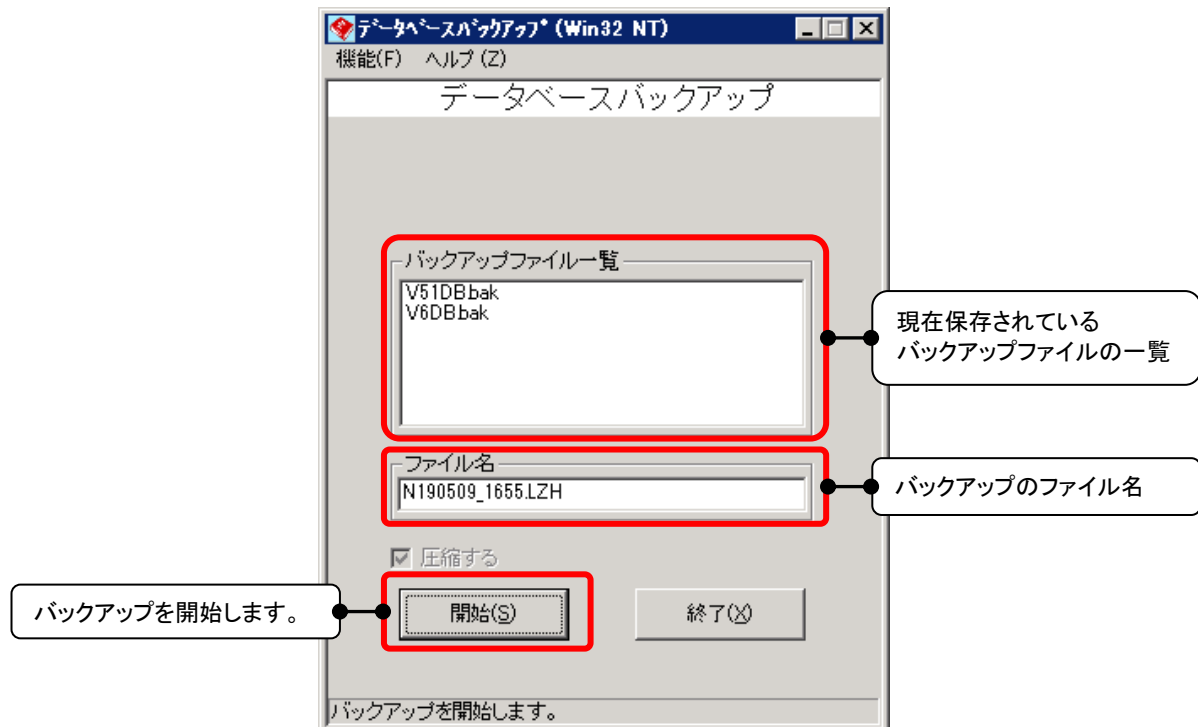 ﾃﾞｰﾀﾍﾞｰｽﾊﾞｯｸｱｯﾌﾟ (Win32 NT)
機能(F) ヘルプ(Z)
データベースバックアップ
バックアップファイル一覧
V51DB.bak
V6DB.bak
現在保存されている
バックアップファイルの一覧
ファイル名
N190509_1655.LZH
バックアップのファイル名
圧縮する
バックアップを開始します。
開始(S) 終了(X)
バックアップを開始します。